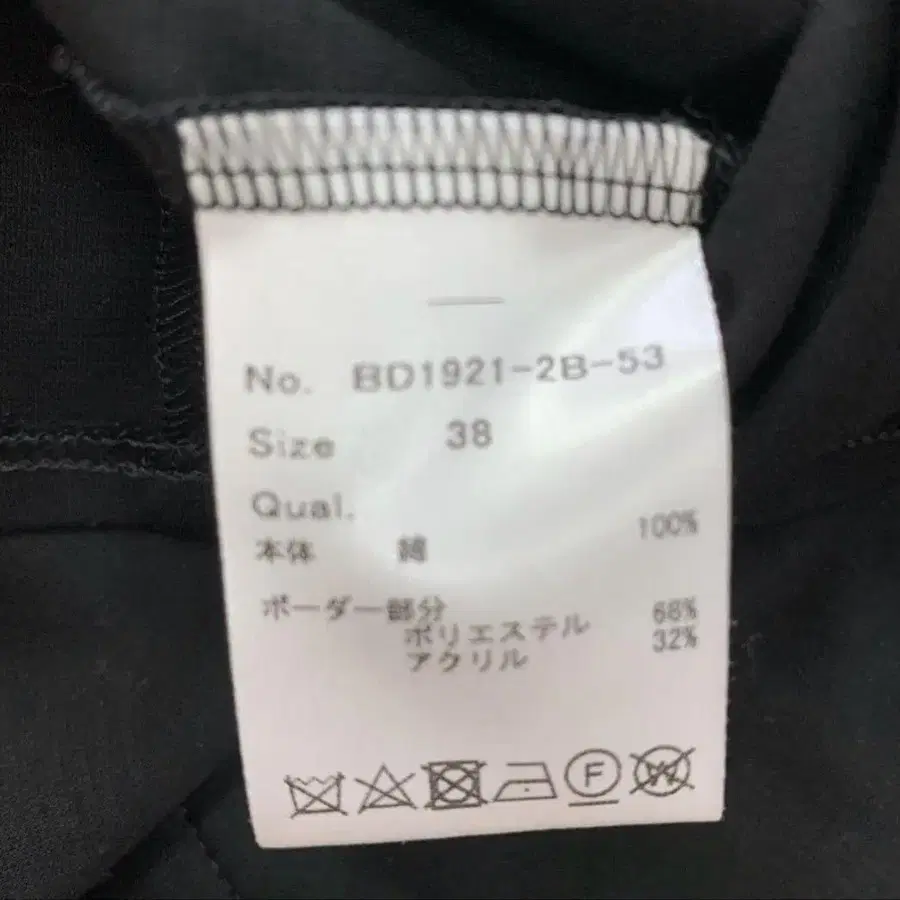 No. BD1921-2B-53
Size 38
Qual.
本体 綿 100%
ボーダー部分
ポリエステル 68%
アクリル 32%
F W